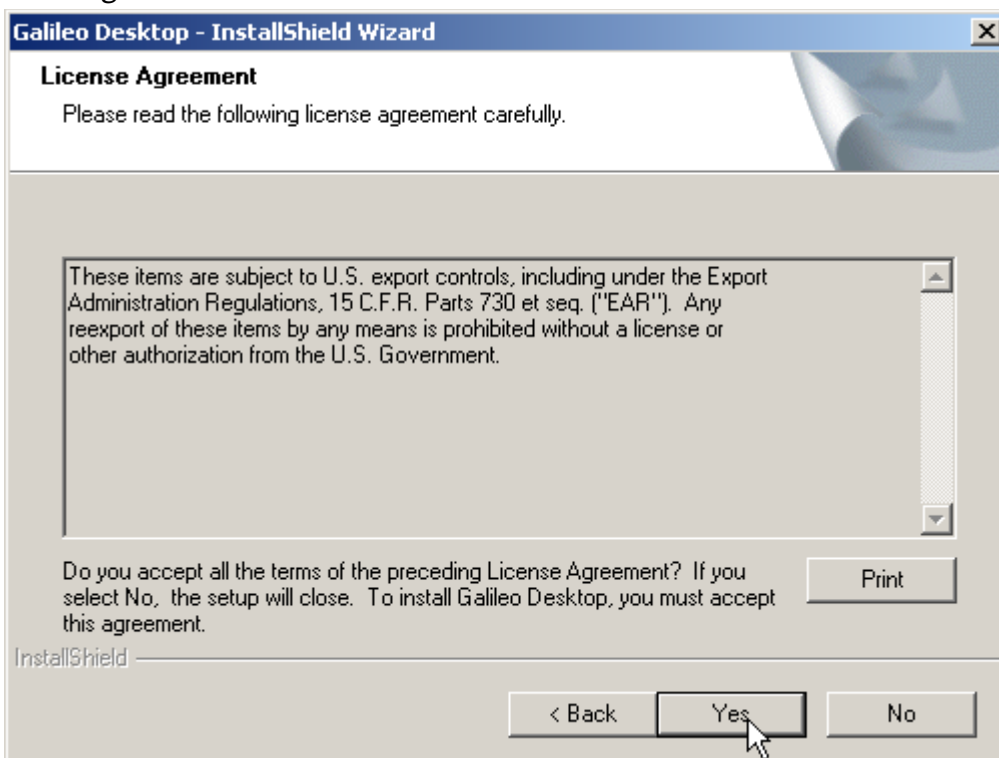 Galileo Desktop - InstallShield Wizard
License Agreement
Please read the following license agreement carefully.
These items are subject to U.S. export controls, including under the Export
Administration Regulations, 15 C.F.R. Parts 730 et seq. ("EAR").  Any
reexport of these items by any means is prohibited without a license or
other authorization from the U.S. Government.
Do you accept all the terms of the preceding License Agreement?  If you
select No,  the setup will close.  To install Galileo Desktop, you must accept
this agreement.
Print
InstallShield
< Back
Yes
No